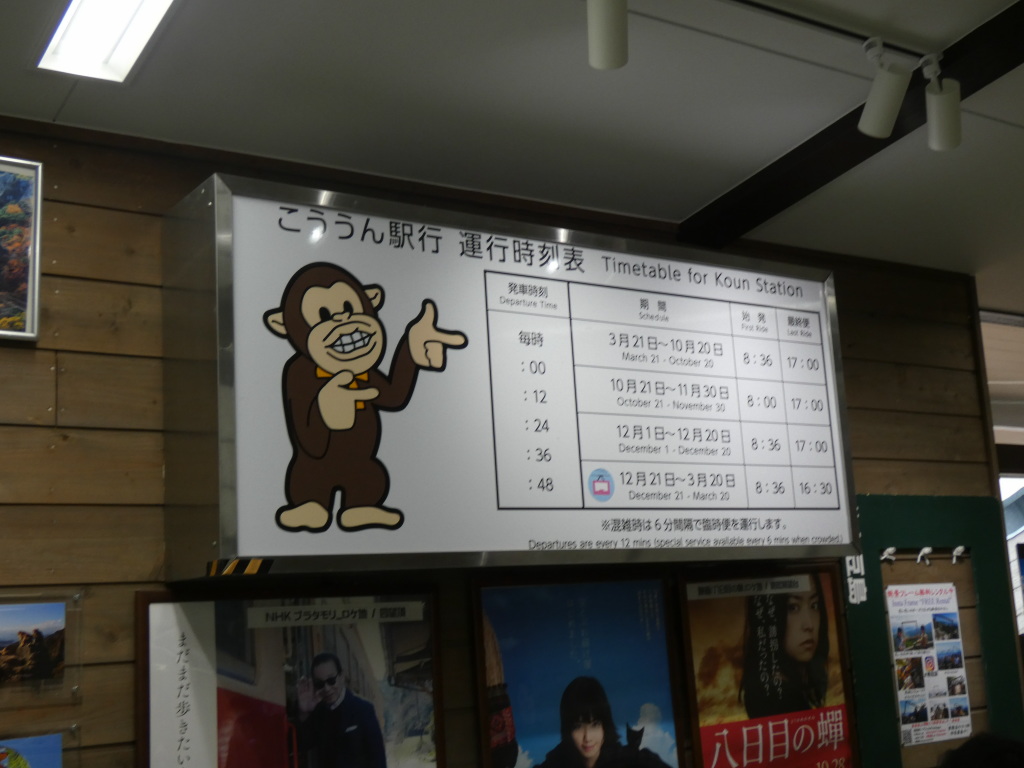 こううん駅行 運行時刻表 Timetable for Koun Station
発車時刻
Departure Time
期 間
Schedule
始 発
First Ride
最終便
Last Ride
毎時
:00
:12
:24
:36
:48
3月21日～10月20日
March 21 - October 20
8:36
17:00
10月21日～11月30日
October 21 - November 30
8:00
17:00
12月1日～12月20日
December 1 - December 20
8:36
17:00
12月21日～3月20日
December 21 - March 20
8:36
16:30
※混雑時は6分間隔で臨時便を運行します。
Departures are every 12 mins (special service available every 6 mins when crowded.)
NHKブラタモリ_ロケ地 /
まだまだ歩きたい
八日目の蟬
10.28